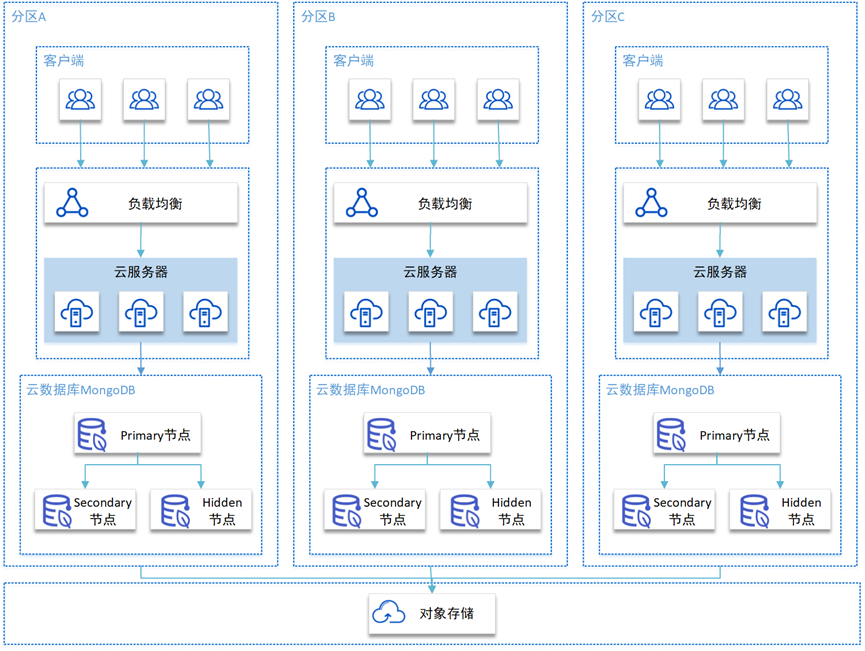 分区A
客户端
负载均衡
云服务器
云数据库MongoDB
Primary节点
Secondary
节点
Hidden
节点
分区B
客户端
负载均衡
云服务器
云数据库MongoDB
Primary节点
Secondary
节点
Hidden
节点
分区C
客户端
负载均衡
云服务器
云数据库MongoDB
Primary节点
Secondary
节点
Hidden
节点
对象存储